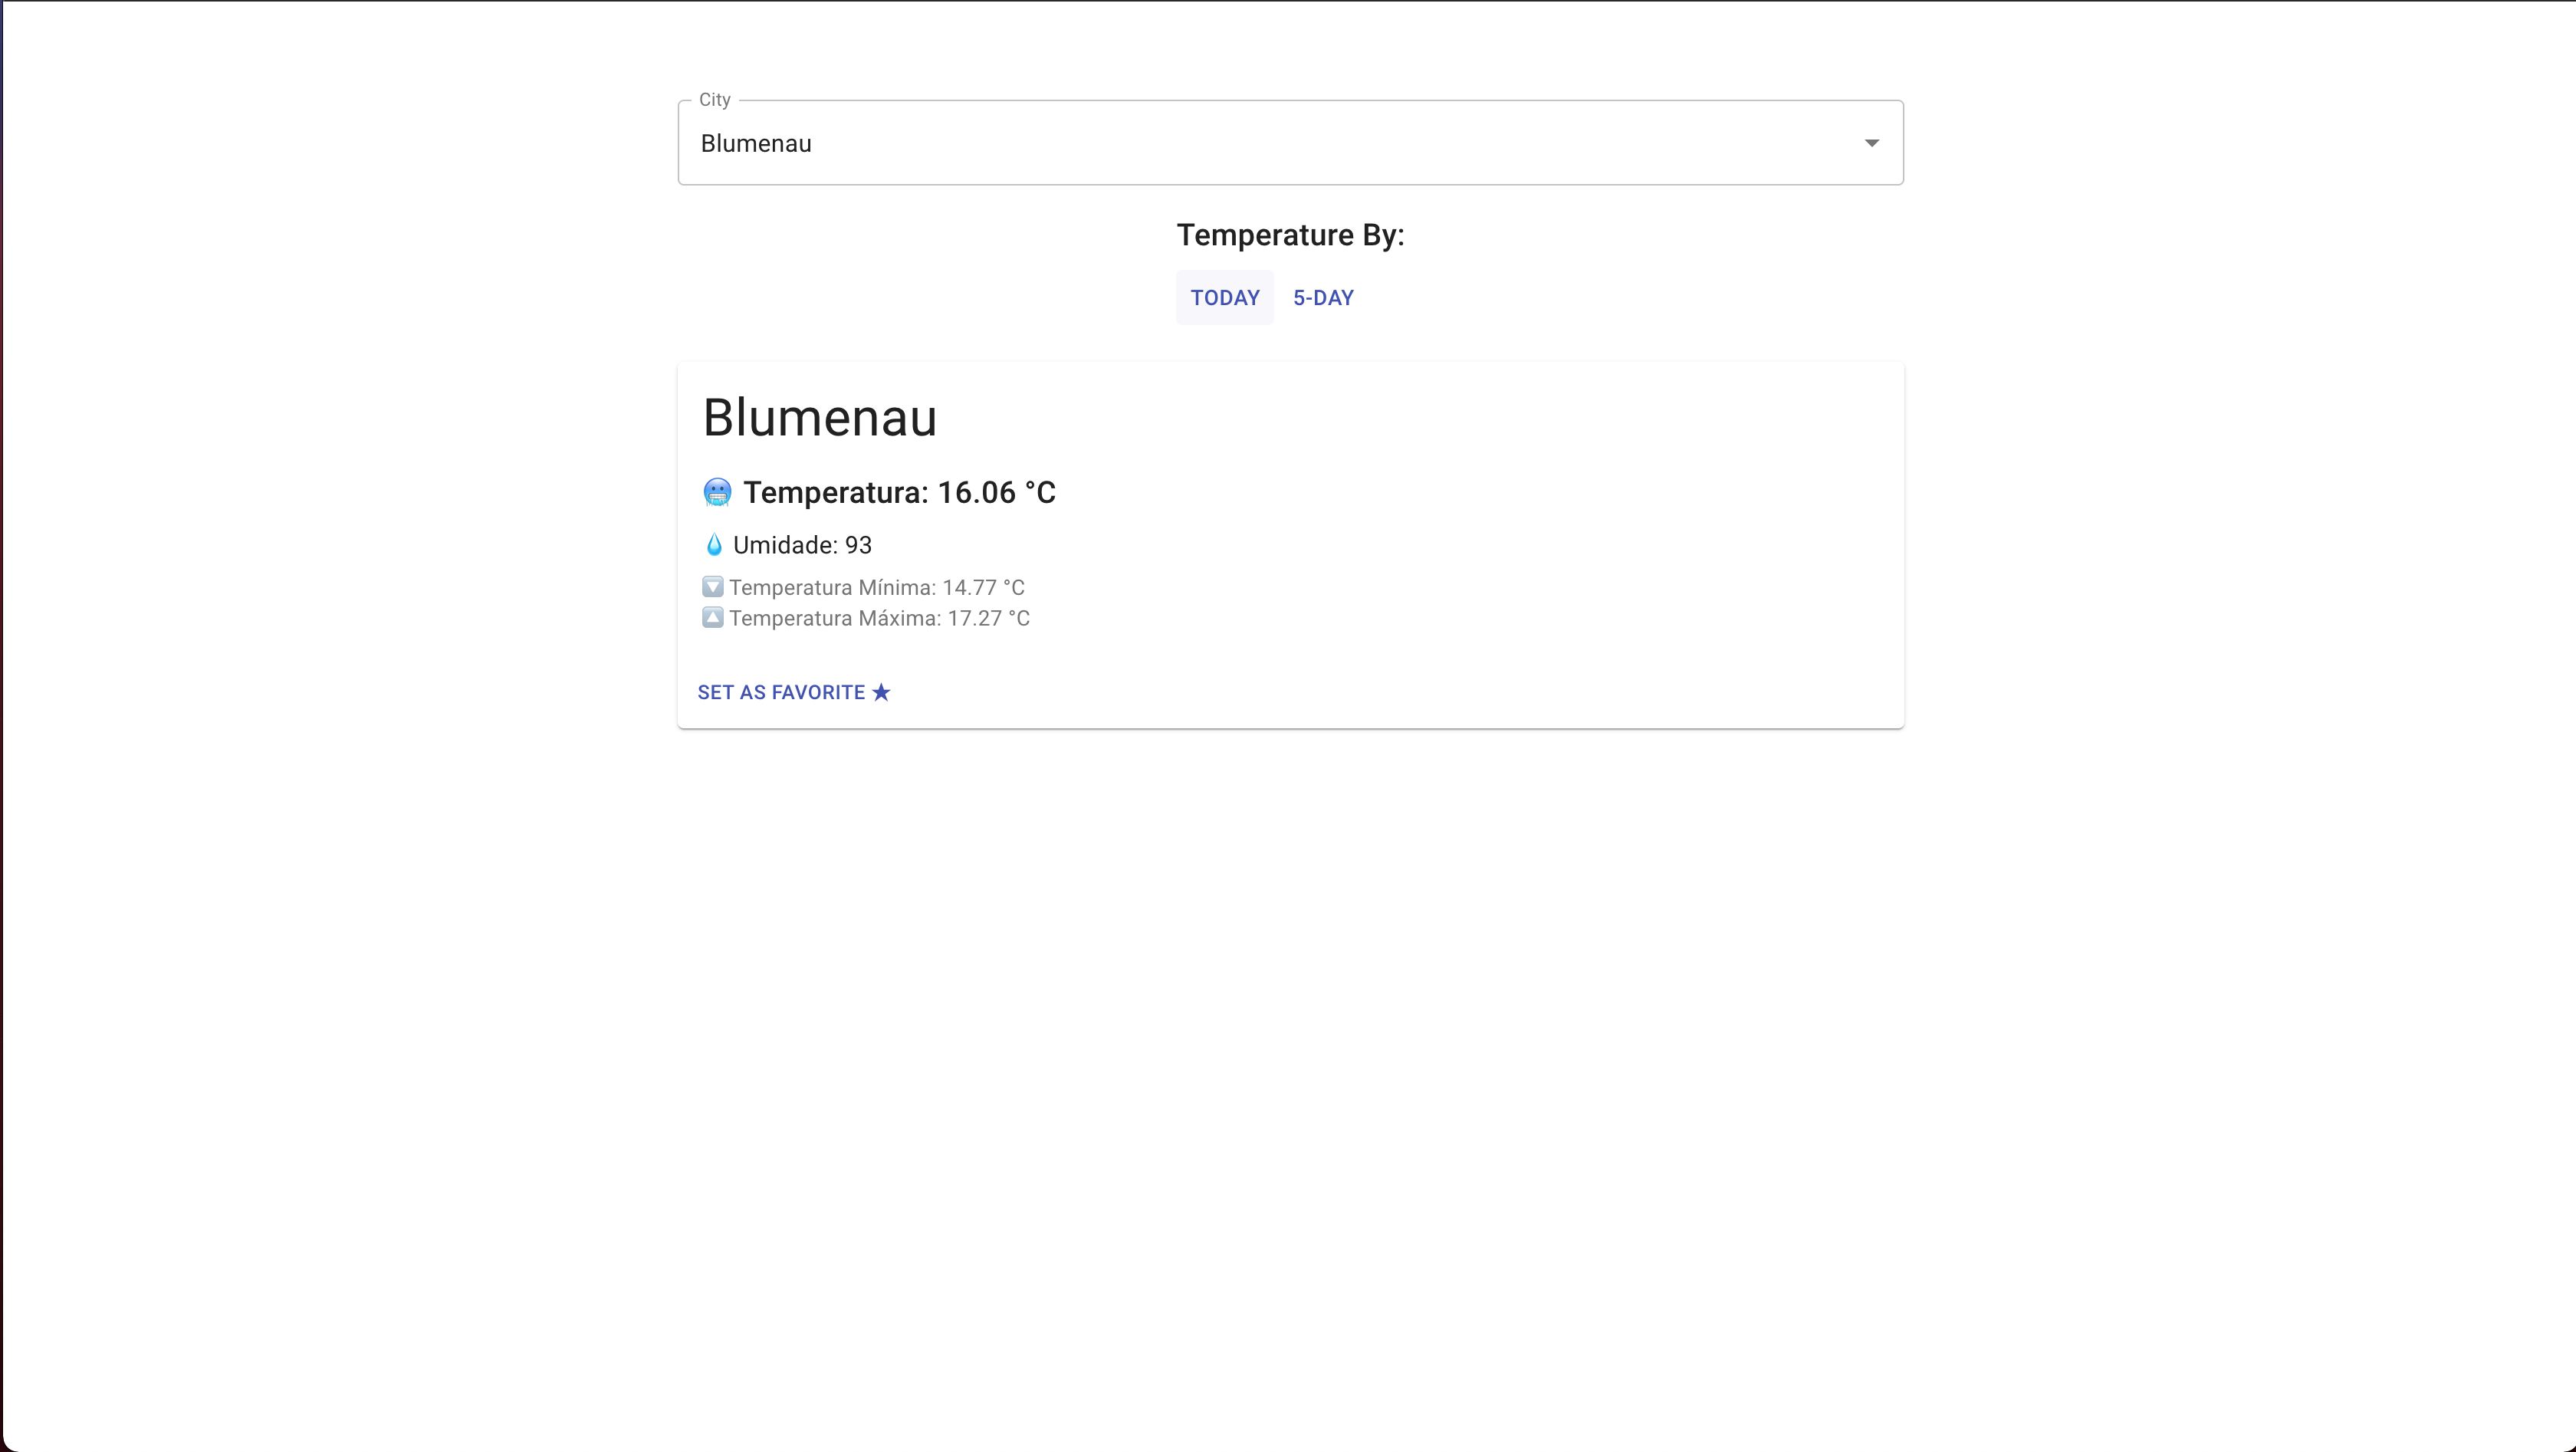 City
Blumenau
Temperature By:
TODAY 5-DAY
Blumenau
🥶 Temperatura: 16.06 °C
💧 Umidade: 93
🔽 Temperatura Mínima: 14.77 °C
🔼 Temperatura Máxima: 17.27 °C
SET AS FAVORITE ★